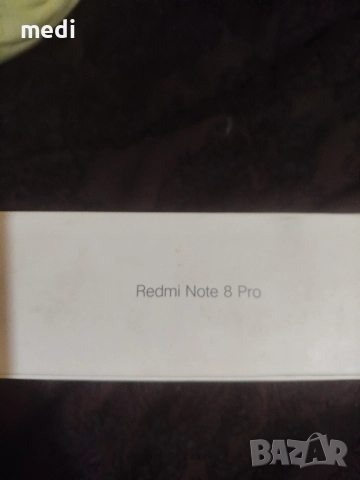 medi
Redmi Note 8 Pro
BAZAR